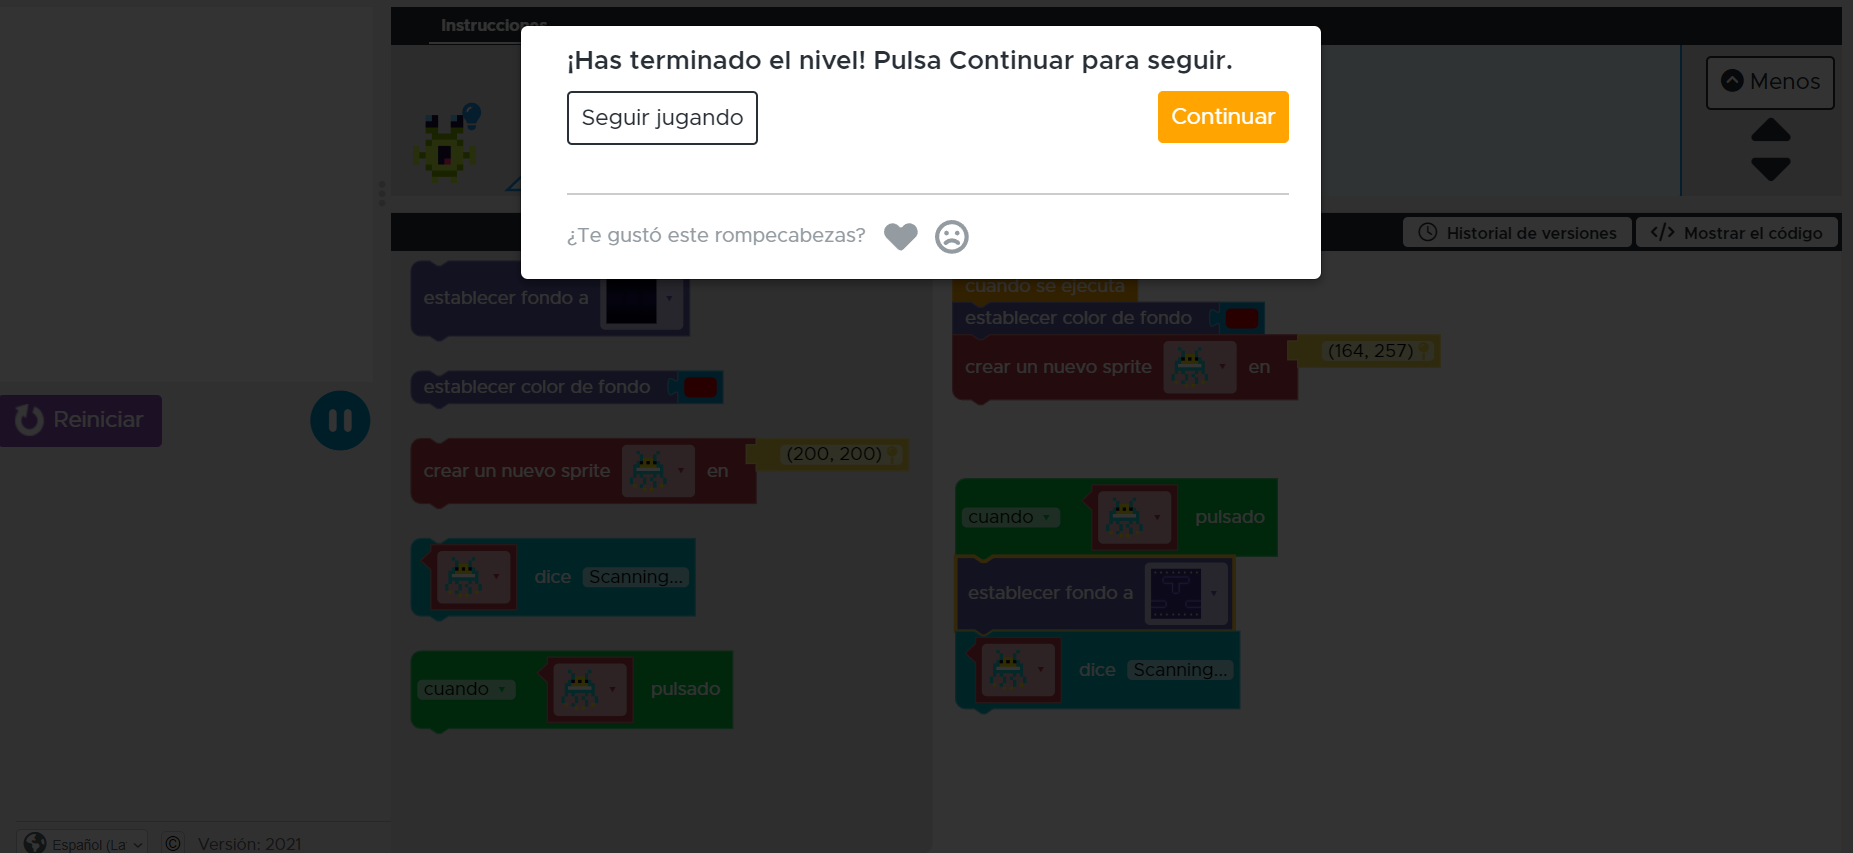 Instrucciones
¡Has terminado el nivel! Pulsa Continuar para seguir.
Seguir jugando
Continuar
¿Te gustó este rompecabezas?
Menos
Historial de versiones
</> Mostrar el código
establecer fondo a
establecer color de fondo
crear un nuevo sprite en (200, 200)
dice Scanning...
cuando pulsado
cuando se ejecuta
establecer color de fondo
crear un nuevo sprite en (164, 257)
cuando pulsado
establecer fondo a
dice Scanning...
Reiniciar
Español (La
© Versión: 2021